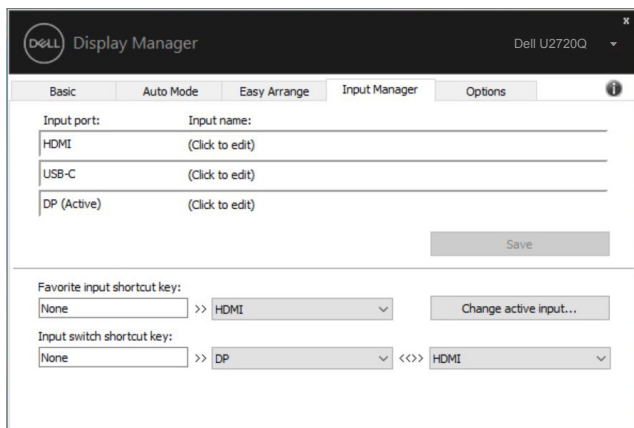 x
DELL Display Manager Dell U2720Q
Basic Auto Mode Easy Arrange Input Manager Options i
Input port: Input name:
HDMI (Click to edit)
USB-C (Click to edit)
DP (Active) (Click to edit)
Save
Favorite input shortcut key:
None >> HDMI Change active input...
Input switch shortcut key:
None >> DP <<>> HDMI